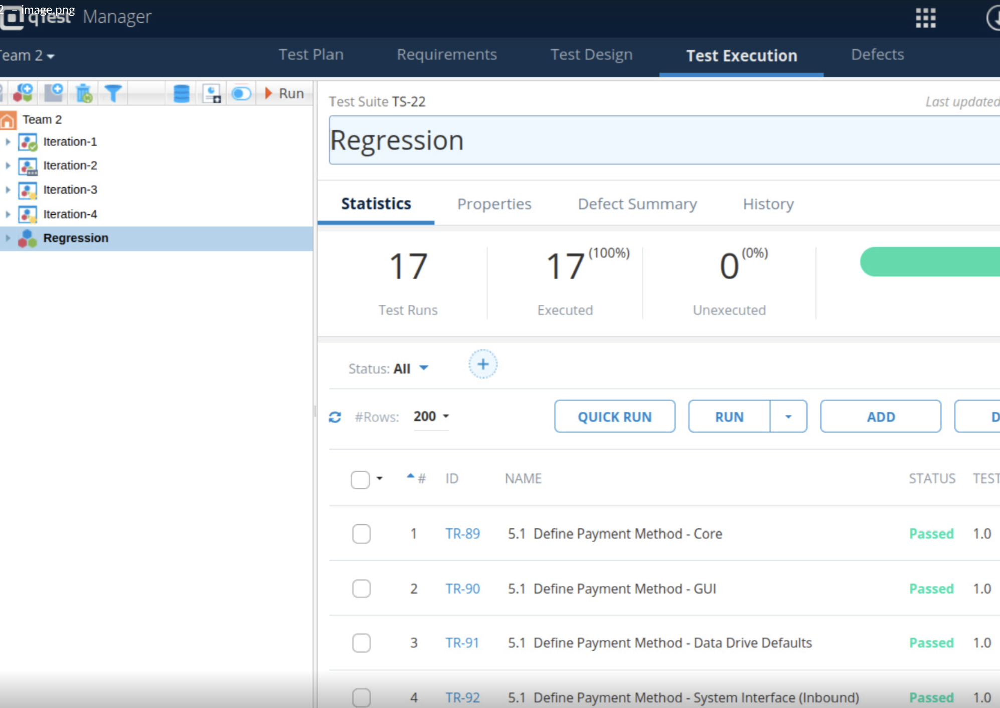 2 – image.png
qTest Manager
Team 2
Test Plan Requirements Test Design Test Execution Defects
Run
Team 2
Iteration-1
Iteration-2
Iteration-3
Iteration-4
Regression
Test Suite TS-22 Last updated
Regression
Statistics Properties Defect Summary History
17 17 (100%) 0 (0%)
Test Runs Executed Unexecuted
Status: All
#Rows: 200 QUICK RUN RUN ADD D
# ID NAME STATUS TEST
1 TR-89 5.1 Define Payment Method - Core Passed 1.0
2 TR-90 5.1 Define Payment Method - GUI Passed 1.0
3 TR-91 5.1 Define Payment Method - Data Drive Defaults Passed 1.0
4 TR-92 5.1 Define Payment Method - System Interface (Inbound) Passed 1.0